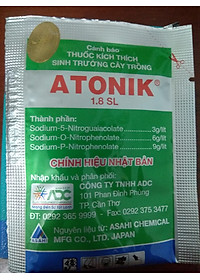 Cảnh báo
THUỐC KÍCH THÍCH
SINH TRƯỞNG CÂY TRỒNG
ATONIK©
1.8 SL
Thành phần:
Sodium-5-Nitroguaiacolate............3g/lít
Sodium-O-Nitrophenolate............6g/lít
Sodium-P-Nitrophenolate............9g/lít
CHÍNH HIỆU NHẬT BẢN
Nhập khẩu và phân phối:
ADC
CÔNG TY TNHH ADC
101 Phan Đình Phùng
TP. Cần Thơ
ĐT: 0292 365 9999 - Fax: 0292 375 3477
Nguyên liệu từ: ASAHI CHEMICAL
MFG CO., LTD. JAPAN
ASAHI